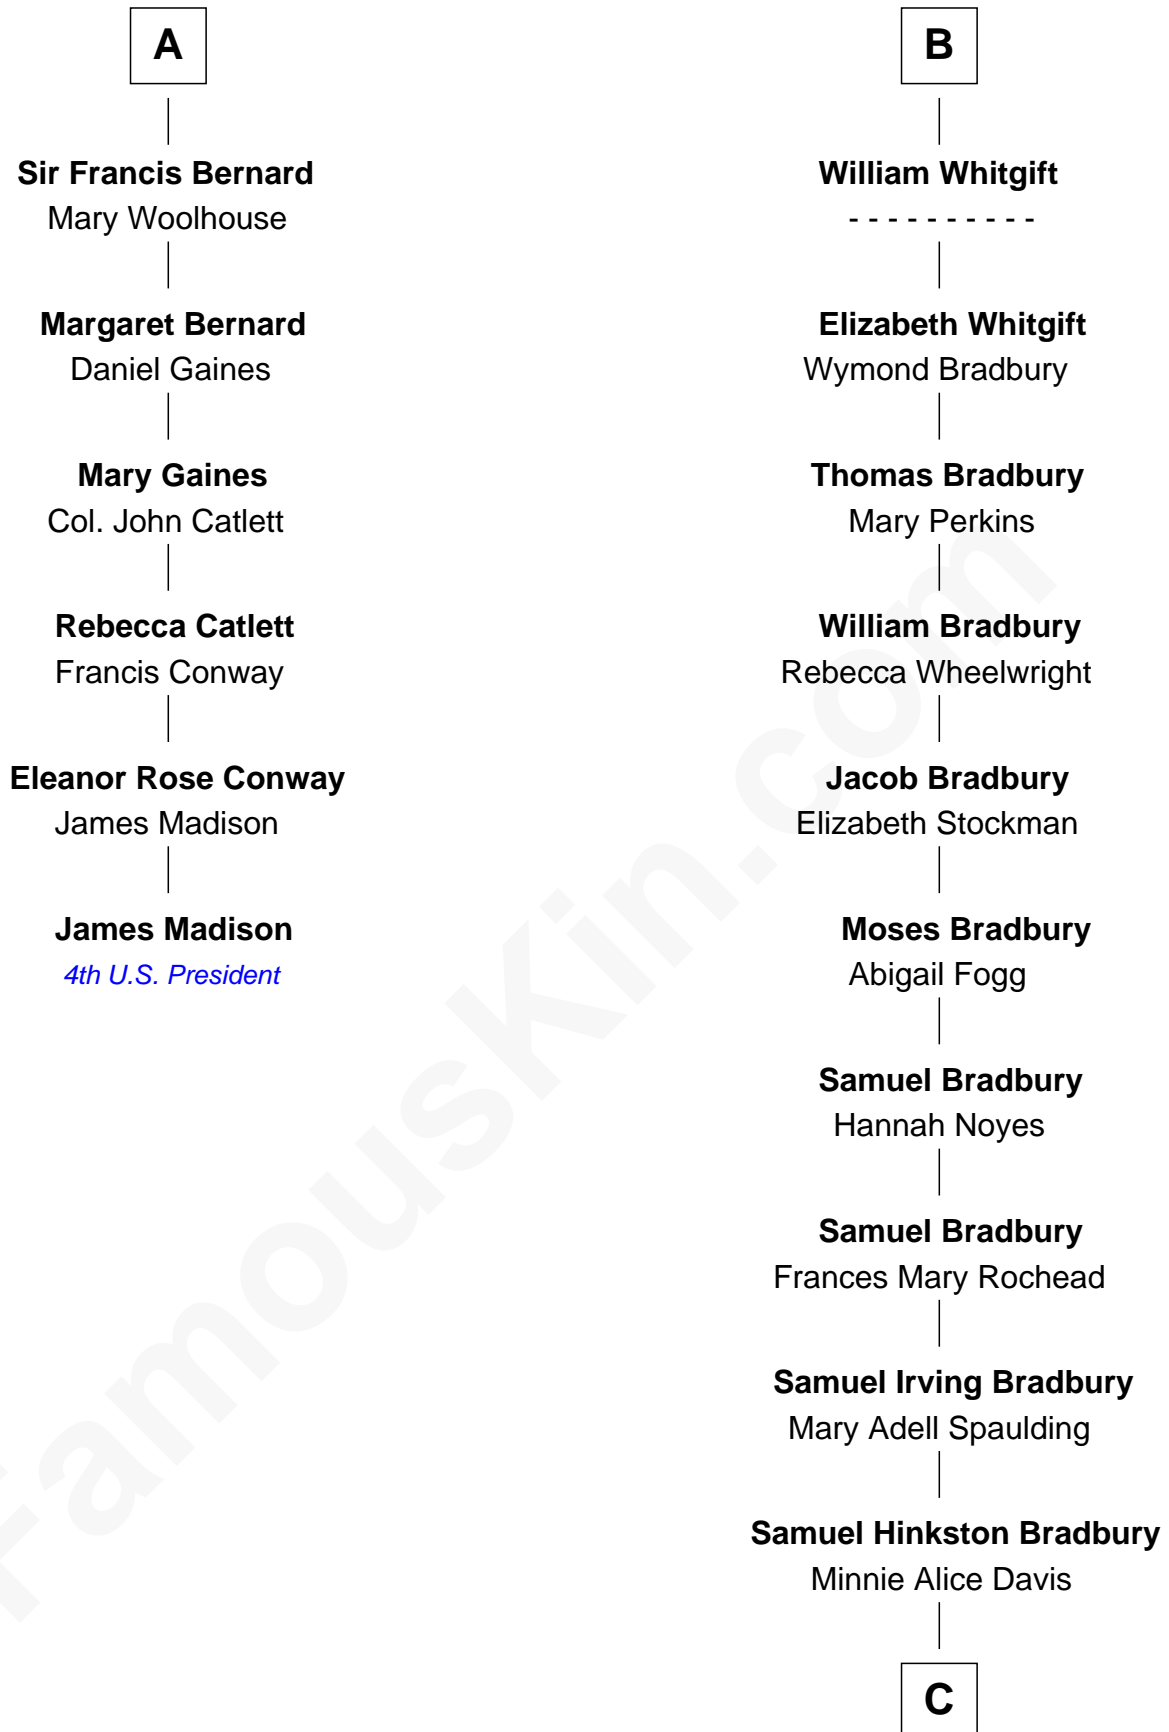 A
Sir Francis Bernard
Mary Woolhouse
Margaret Bernard
Daniel Gaines
Mary Gaines
Col. John Catlett
Rebecca Catlett
Francis Conway
Eleanor Rose Conway
James Madison
James Madison
4th U.S. President
B
William Whitgift
- - - - - - - - - -
Elizabeth Whitgift
Wymond Bradbury
Thomas Bradbury
Mary Perkins
William Bradbury
Rebecca Wheelwright
Jacob Bradbury
Elizabeth Stockman
Moses Bradbury
Abigail Fogg
Samuel Bradbury
Hannah Noyes
Samuel Bradbury
Frances Mary Rochead
Samuel Irving Bradbury
Mary Adell Spaulding
Samuel Hinkston Bradbury
Minnie Alice Davis
C
FamousKin.com